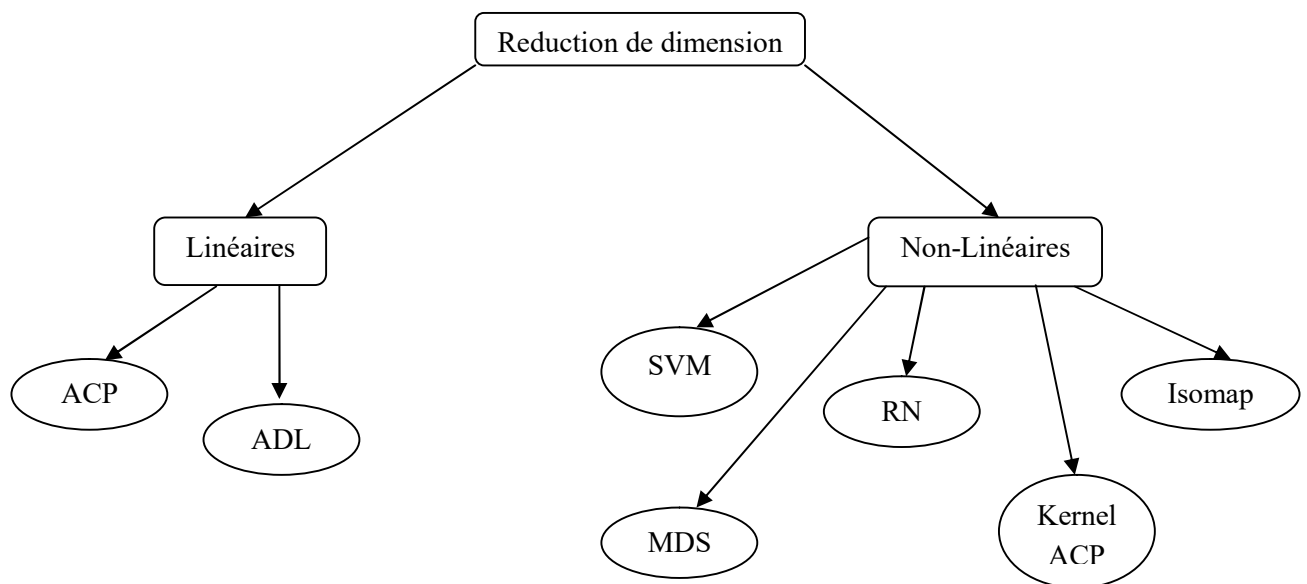 Reduction de dimension
Linéaires
Non-Linéaires
SVM
ACP
Isomap
RN
ADL
Kernel
ACP
MDS